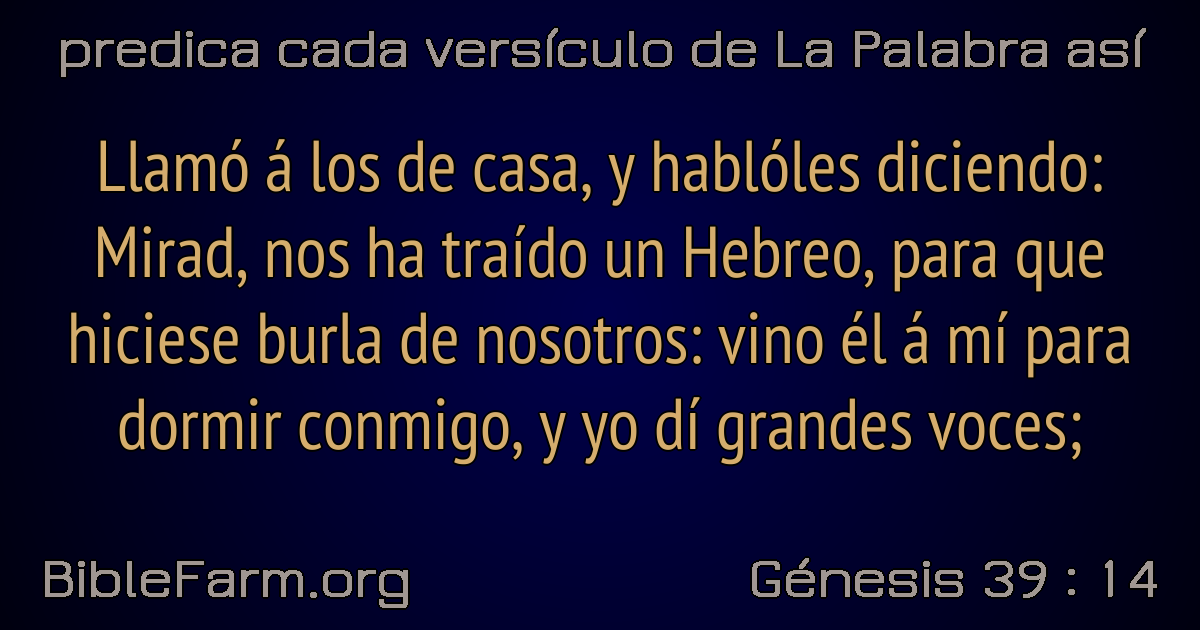 predica cada versículo de La Palabra así
Llamó á los de casa, y hablóles diciendo:
Mirad, nos ha traído un Hebreo, para que
hiciese burla de nosotros: vino él á mí para
dormir conmigo, y yo dí grandes voces;
BibleFarm.org
Génesis 39 : 14